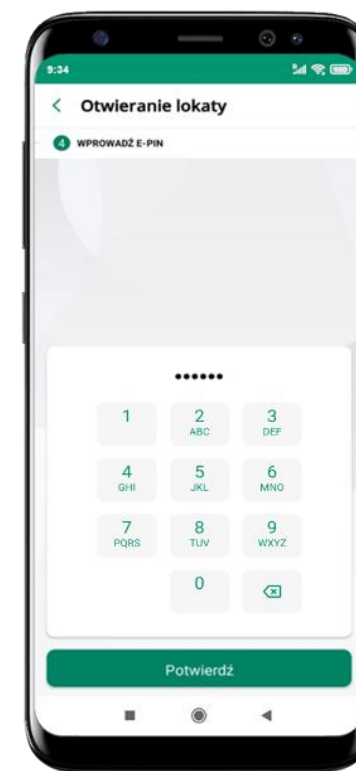 9:34
Otwieranie lokaty
4 WPROWADŹ E-PIN
••••••
1 2 3
ABC DEF
4 5 6
GHI JKL MNO
7 8 9
PQRS TUV WXYZ
0
Potwierdź